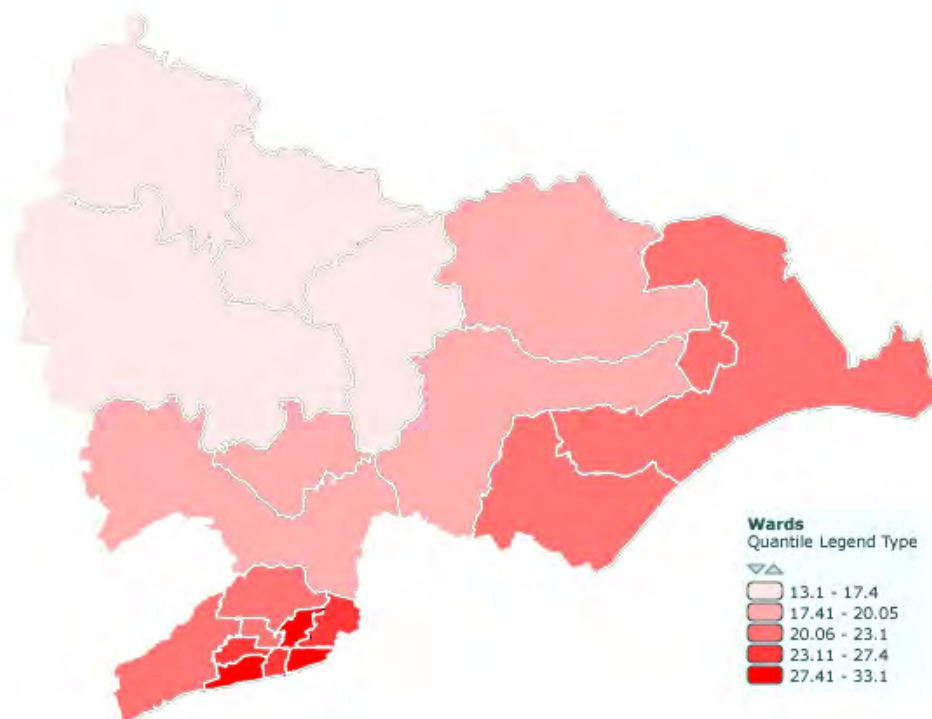 Wards
Quantile Legend Type
13.1 - 17.4
17.41 - 20.05
20.06 - 23.1
23.11 - 27.4
27.41 - 33.1